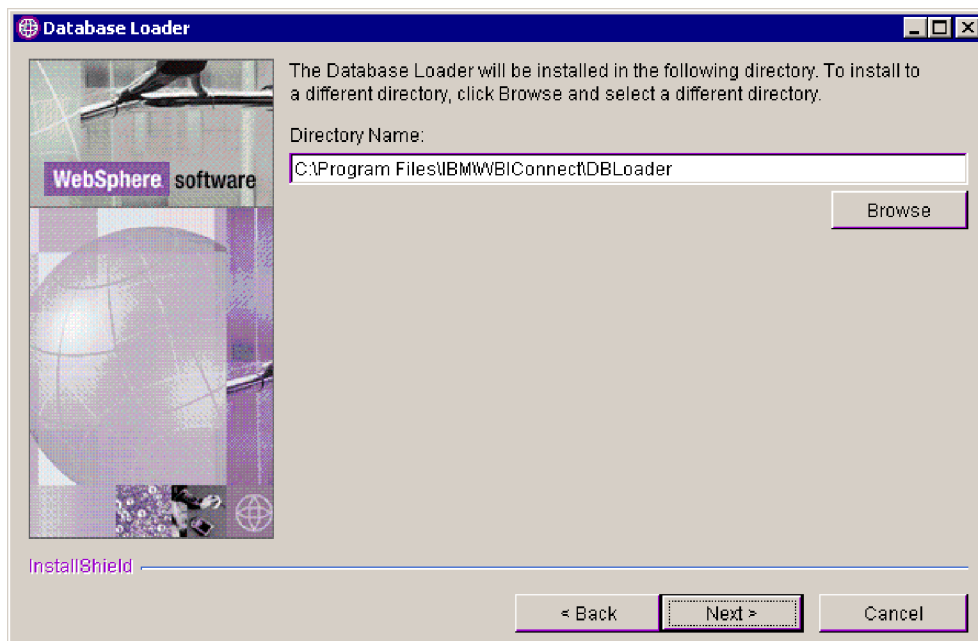 Database Loader
WebSphere software
The Database Loader will be installed in the following directory. To install to
a different directory, click Browse and select a different directory.
Directory Name:
C:\Program Files\IBM\WBIConnect\DBLoader
Browse
InstallShield
< Back
Next >
Cancel